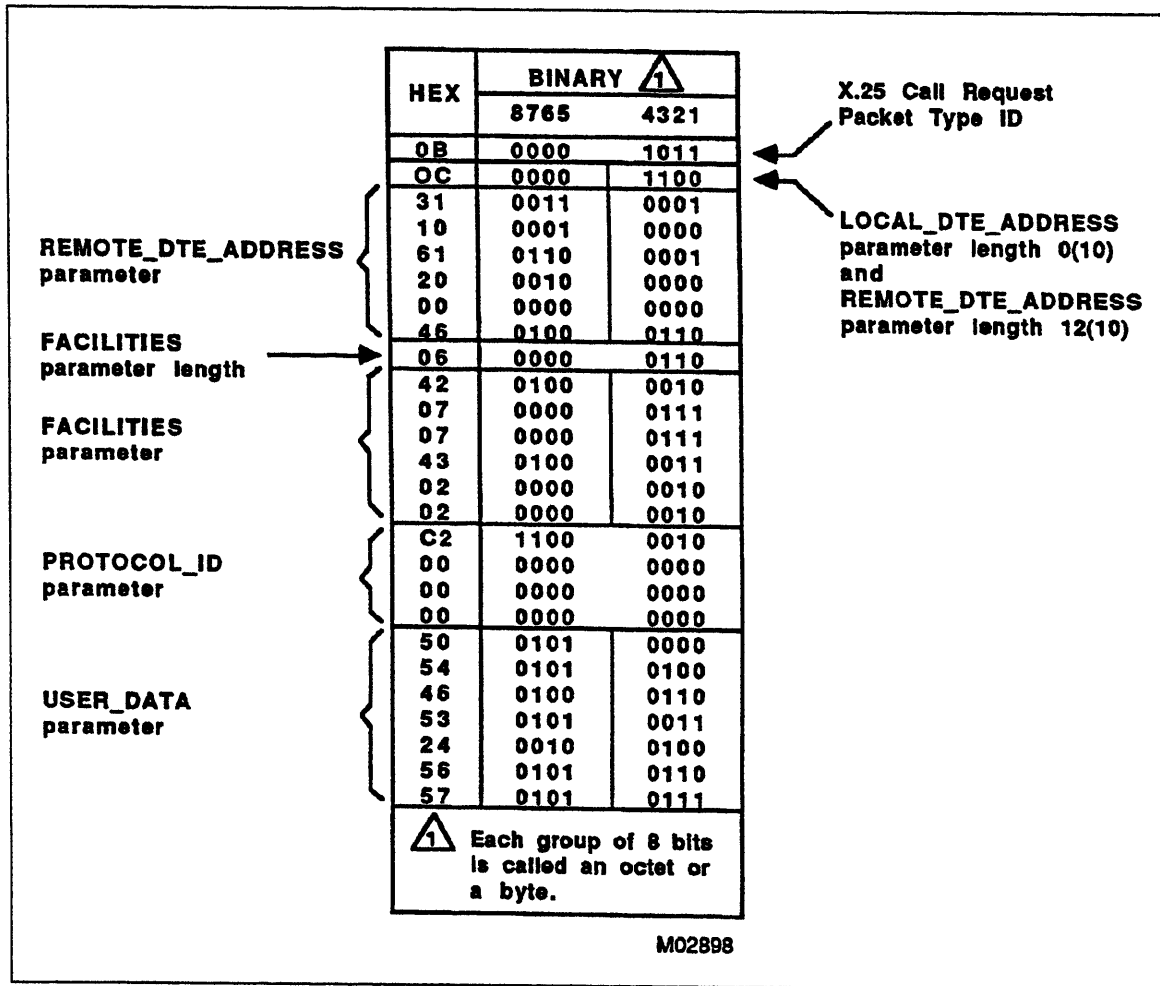 HEX BINARY 1
8765 4321
X.25 Call Request
Packet Type ID
0B 0000 1011
OC 0000 1100
LOCAL_DTE_ADDRESS
parameter length 0(10)
and
REMOTE_DTE_ADDRESS
parameter length 12(10)
REMOTE_DTE_ADDRESS
parameter
31 0011 0001
10 0001 0000
61 0110 0001
20 0010 0000
00 0000 0000
46 0100 0110
FACILITIES
parameter length
06 0000 0110
FACILITIES
parameter
42 0100 0010
07 0000 0111
07 0000 0111
43 0100 0011
02 0000 0010
02 0000 0010
PROTOCOL_ID
parameter
C2 1100 0010
00 0000 0000
00 0000 0000
00 0000 0000
USER_DATA
parameter
50 0101 0000
54 0101 0100
46 0100 0110
53 0101 0011
24 0010 0100
56 0101 0110
57 0101 0111
1 Each group of 8 bits
is called an octet or
a byte.
M02898